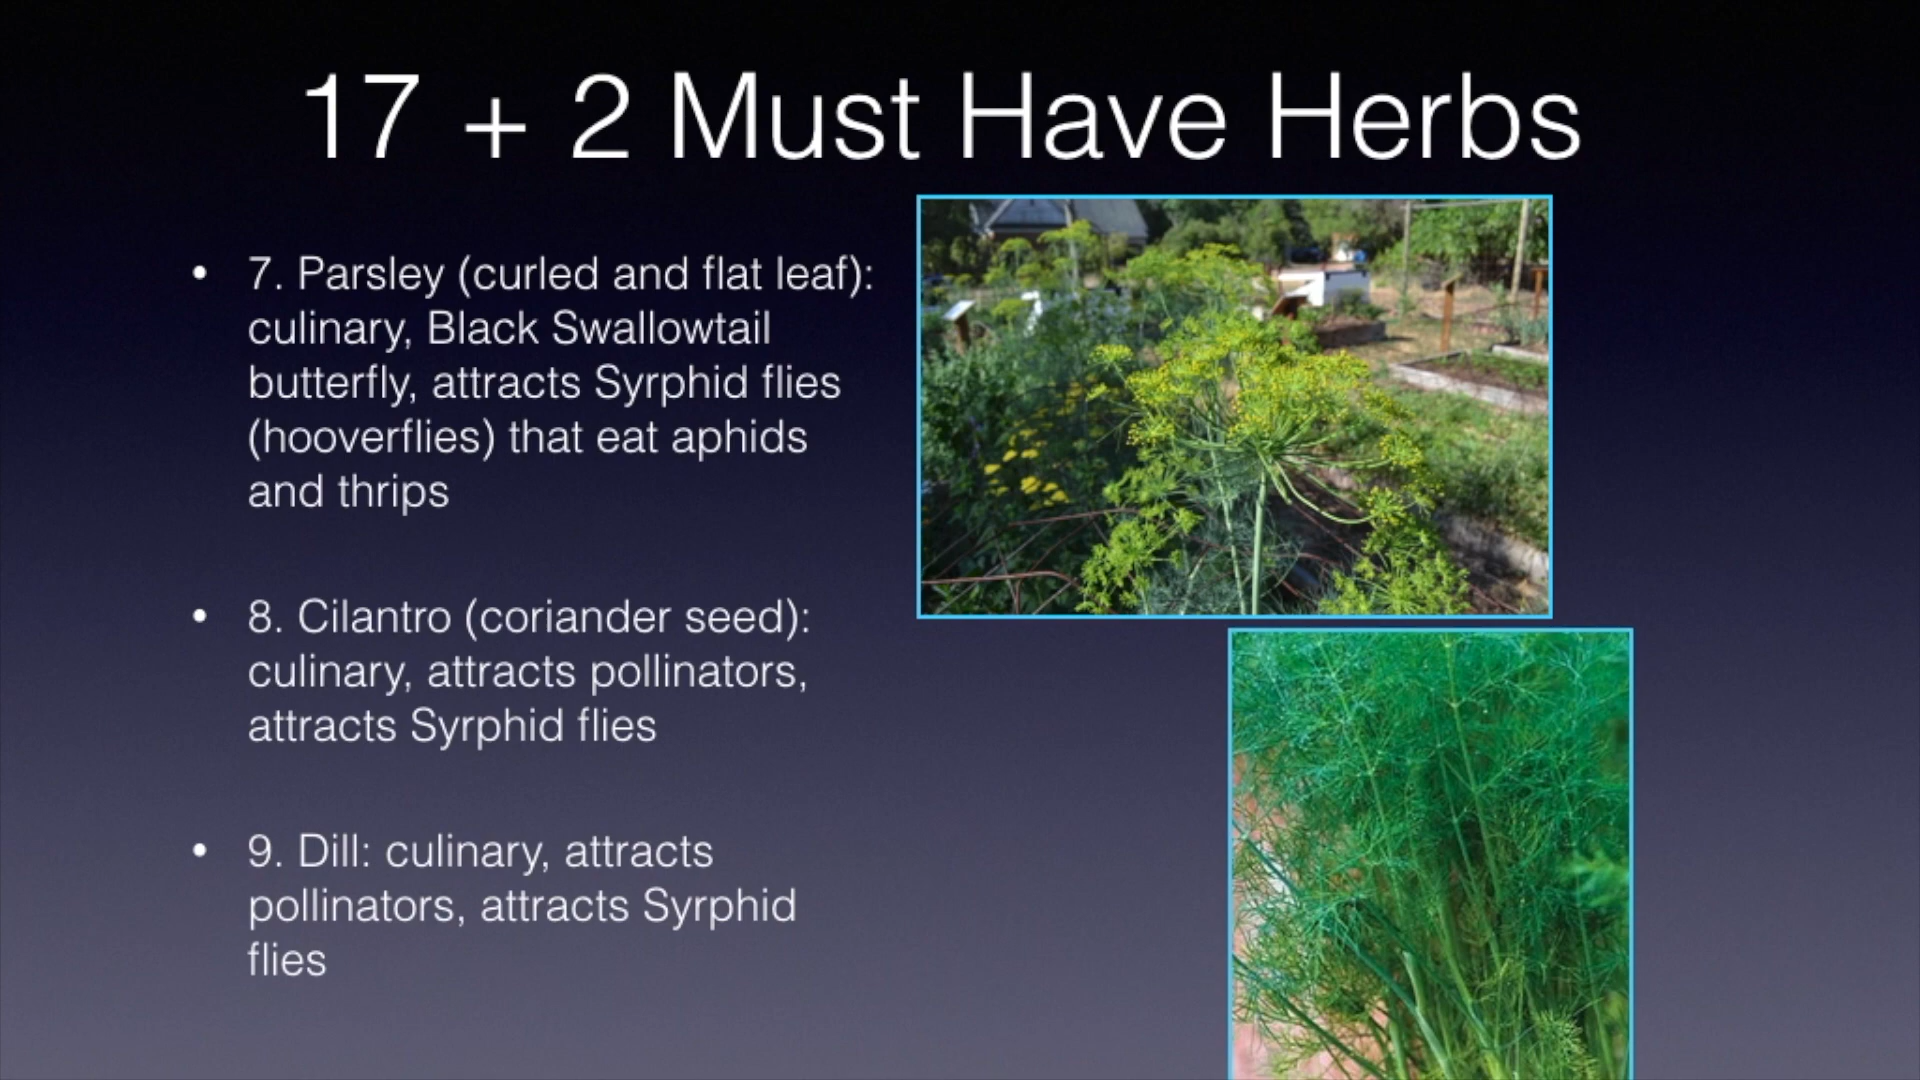 17 + 2 Must Have Herbs
• 7. Parsley (curled and flat leaf):
culinary, Black Swallowtail
butterfly, attracts Syrphid flies
(hooverflies) that eat aphids
and thrips
• 8. Cilantro (coriander seed):
culinary, attracts pollinators,
attracts Syrphid flies
• 9. Dill: culinary, attracts
pollinators, attracts Syrphid
flies